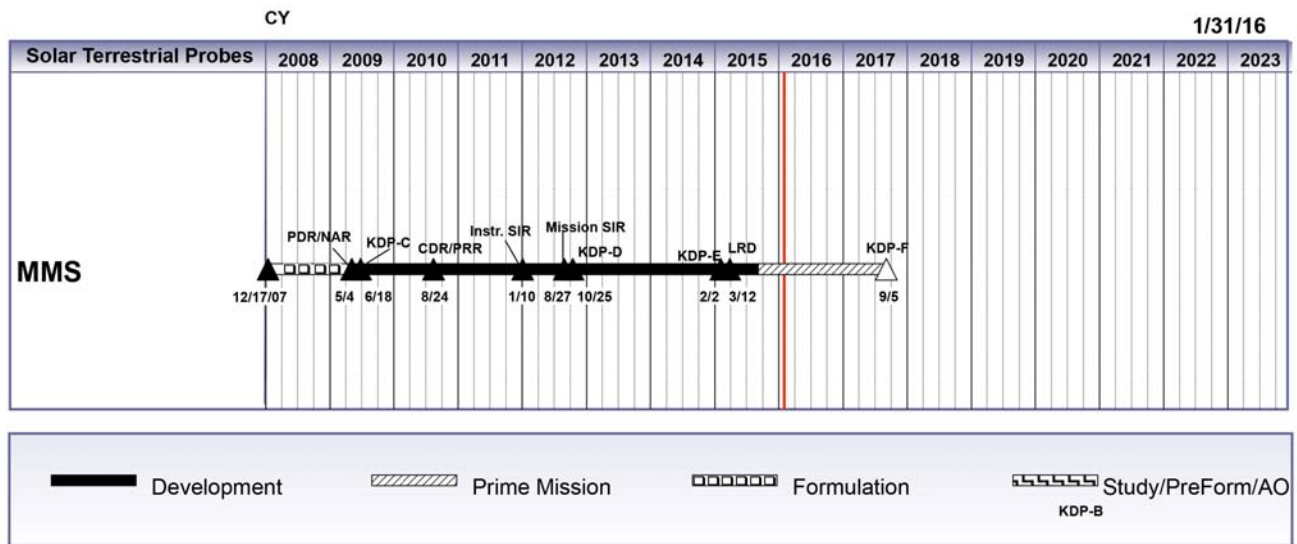 CY
1/31/16
Solar Terrestrial Probes 2008 2009 2010 2011 2012 2013 2014 2015 2016 2017 2018 2019 2020 2021 2022 2023
PDR/NAR KDP-C CDR/PRR Instr. SIR Mission SIR KDP-D KDP-E LRD KDP-F
MMS
12/17/07 5/4 6/18 8/24 1/10 8/27 10/25 2/2 3/12 9/5
Development Prime Mission Formulation Study/PreForm/AO
KDP-B